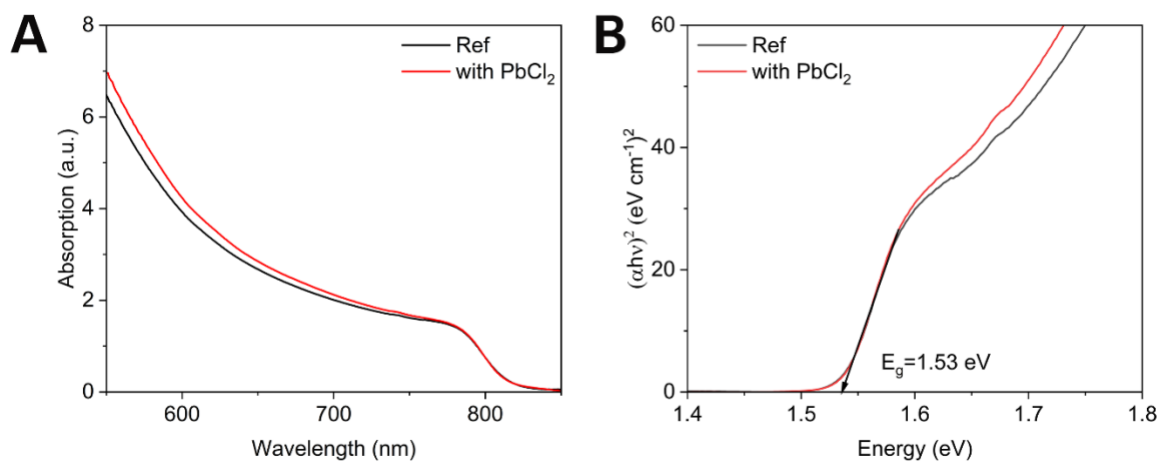 A
8
6
4
2
0
Absorption (a.u.)
600
700
800
Wavelength (nm)
Ref
with PbCl₂
B
60
40
20
0
(αhν)² (eV cm⁻¹)²
1.4
1.5
1.6
1.7
1.8
Energy (eV)
Ref
with PbCl₂
E_g=1.53 eV